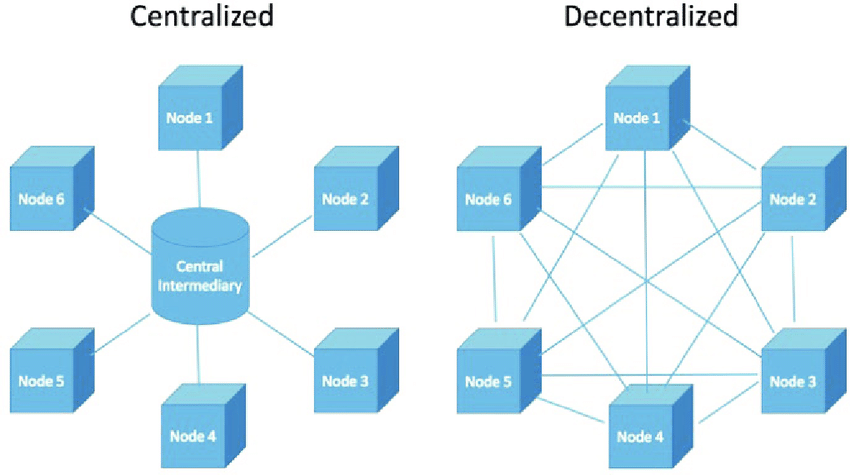 Centralized
Node 1
Node 6
Node 2
Central
Intermediary
Node 5
Node 3
Node 4
Decentralized
Node 1
Node 6
Node 2
Node 5
Node 3
Node 4